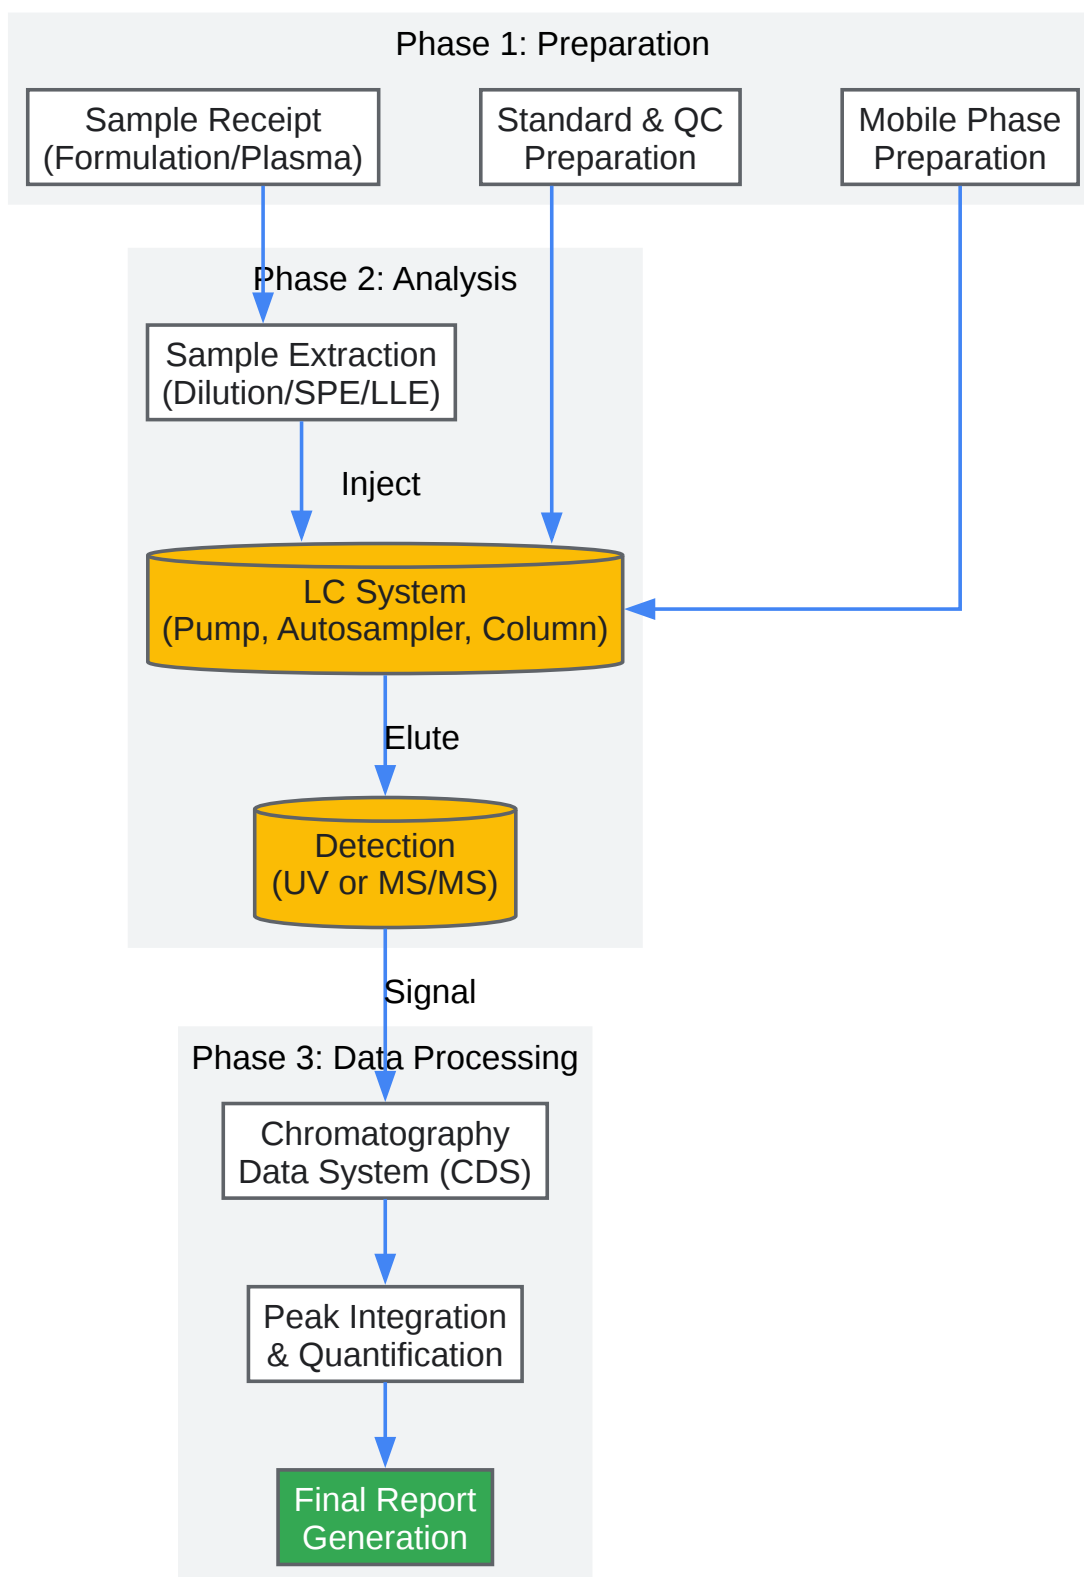 Phase 1: Preparation
Sample Receipt
(Formulation/Plasma)
Standard & QC
Preparation
Mobile Phase
Preparation
Phase 2: Analysis
Sample Extraction
(Dilution/SPE/LLE)
Inject
LC System
(Pump, Autosampler, Column)
Elute
Detection
(UV or MS/MS)
Signal
Phase 3: Data Processing
Chromatography
Data System (CDS)
Peak Integration
& Quantification
Final Report
Generation